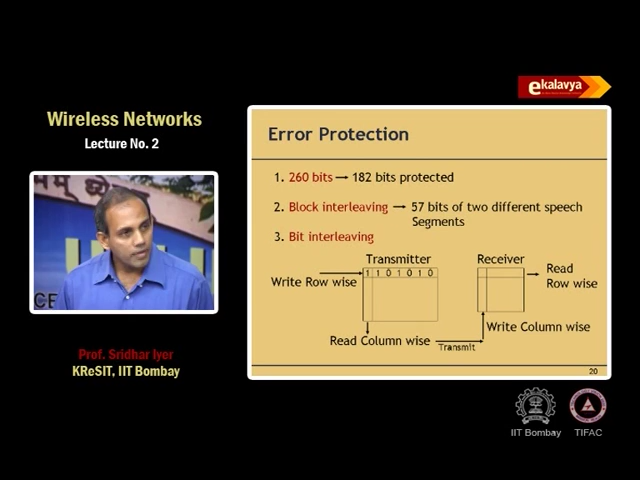 ekalavya
Wireless Networks
Lecture No. 2
Error Protection
1. 260 bits → 182 bits protected
2. Block interleaving → 57 bits of two different speech
Segments
3. Bit interleaving
Transmitter
Receiver
1 1 0 1 0 1 0
Write Row wise
Read
Row wise
Write Column wise
Read Column wise
Transmit
Prof. Sridhar Iyer
KReSIT, IIT Bombay
20
IIT Bombay
TIFAC